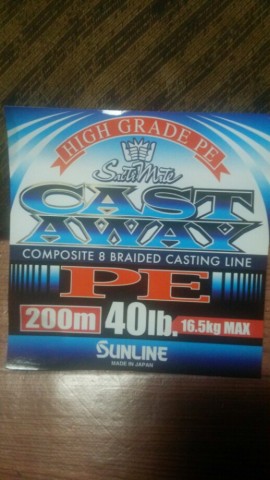 HIGH GRADE PE
SaltiMate
CAST
AWAY
COMPOSITE 8 BRAIDED CASTING LINE
PE
200m 40lb. 16.5kg MAX
SUNLINE
MADE IN JAPAN